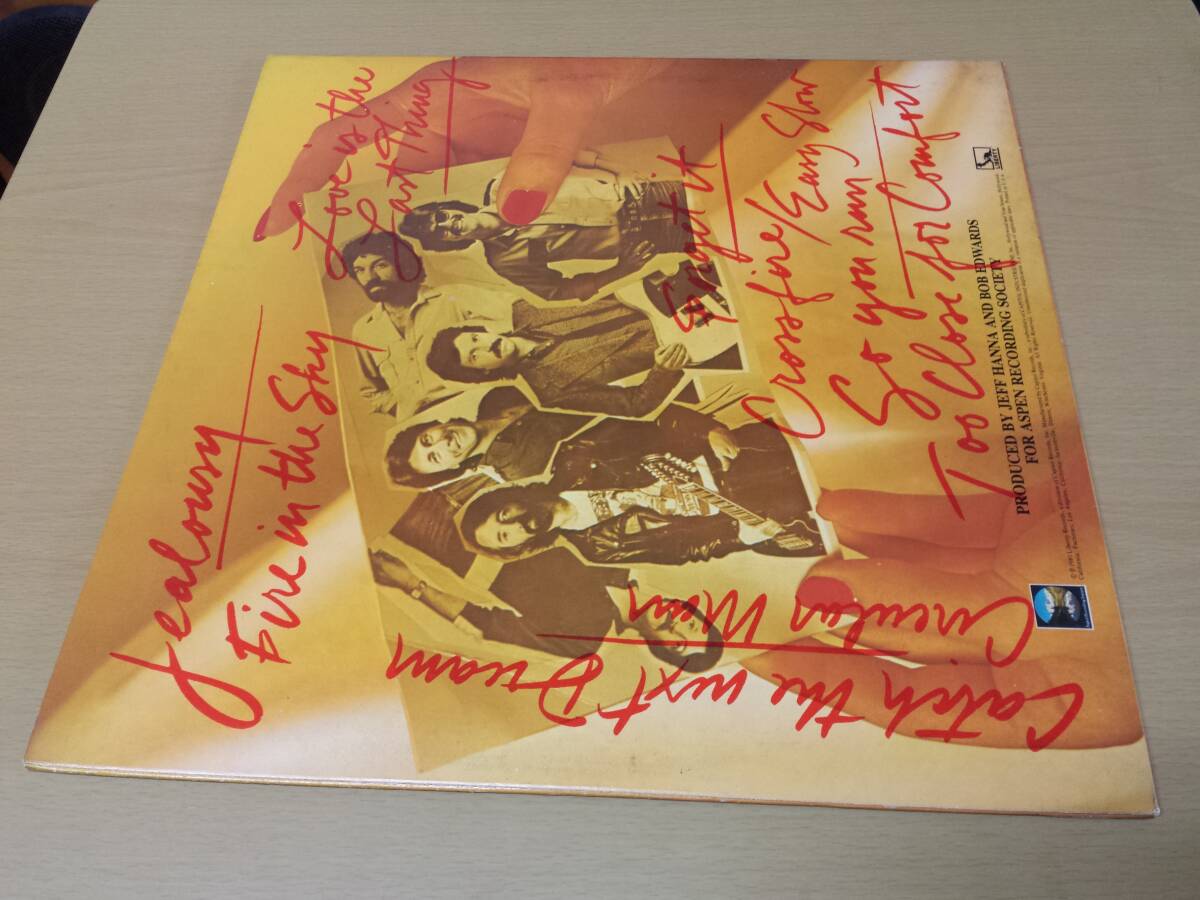 Jealousy
Fire in the Sky
Love is the
Last Thing
Forget it
Crossfire/Easy Slow
So you run
Too Close for Comfort
Catch the next Dream
Circular Man
PRODUCED BY JEFF HANNA AND BOB EDWARDS
FOR ASPEN RECORDING SOCIETY
LIBERTY